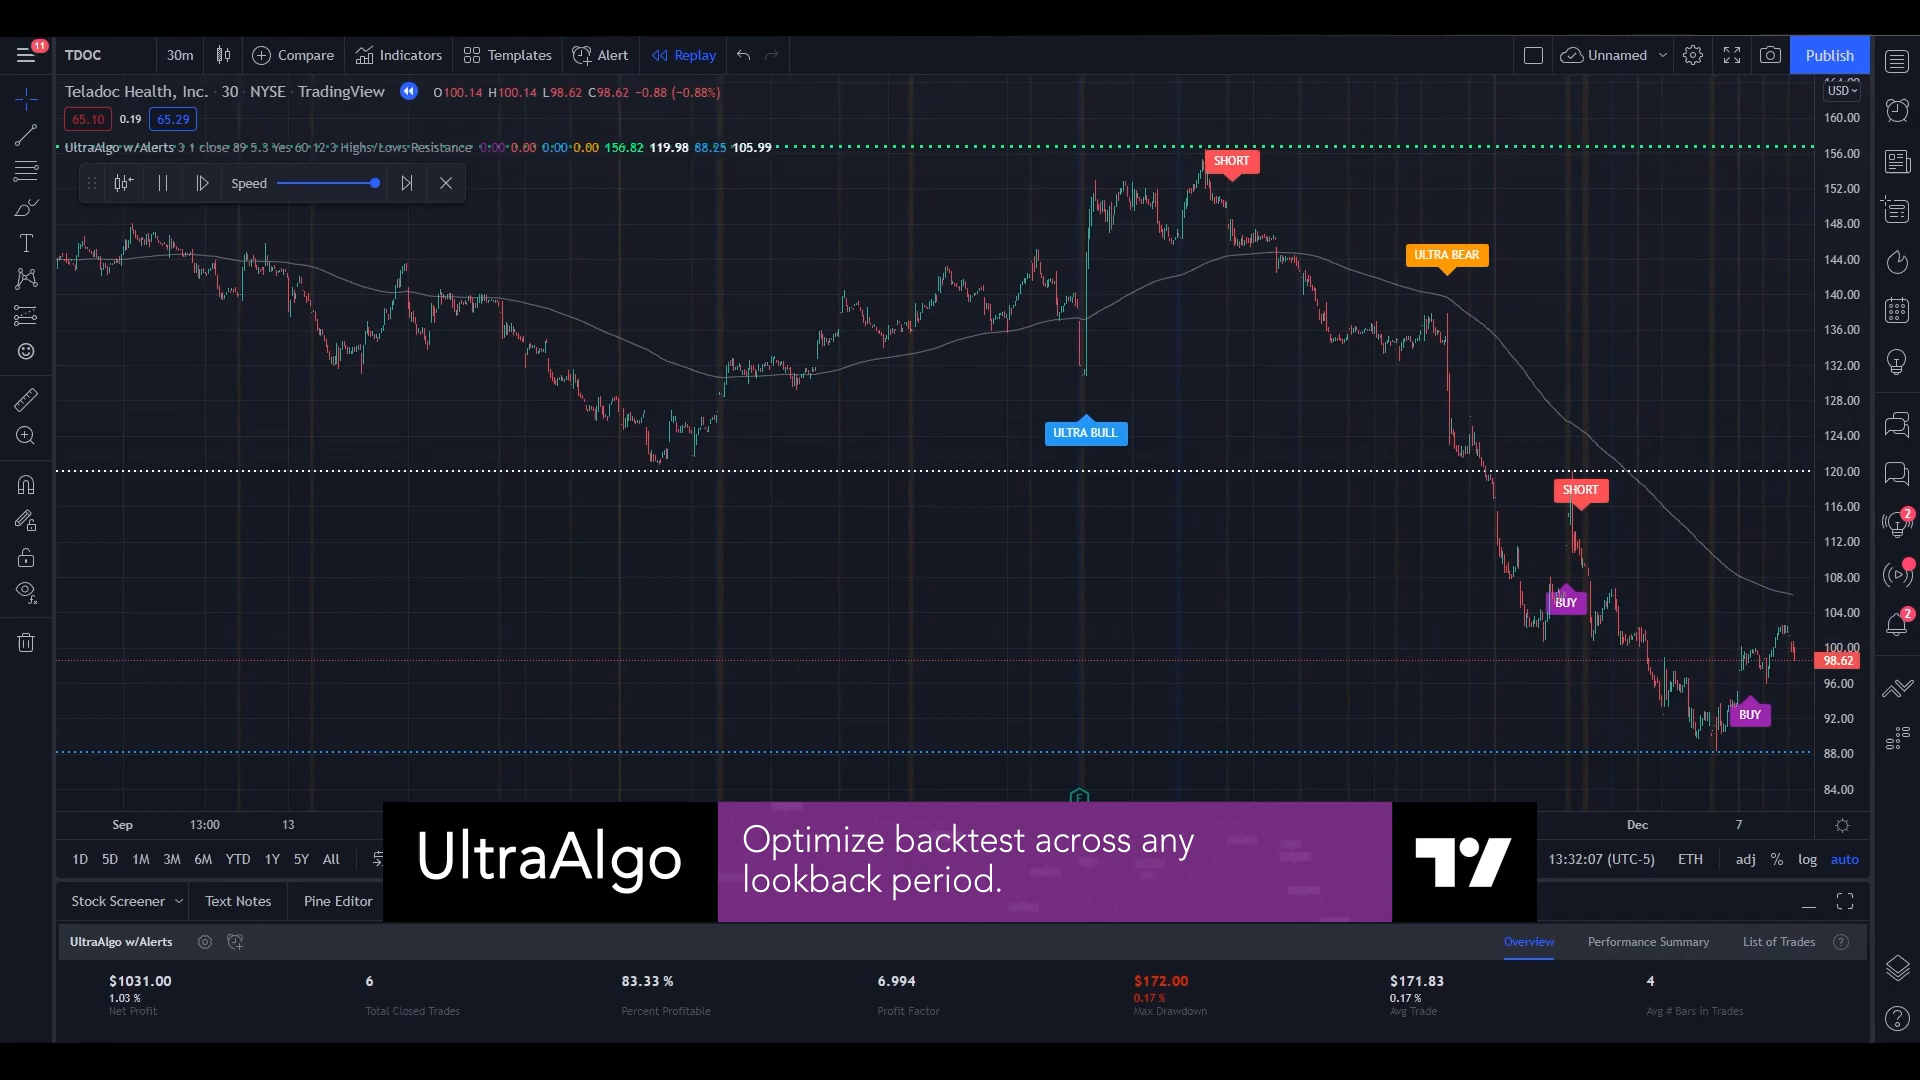 11
TDOC
30m
Compare
Indicators
Templates
Alert
Replay
Unnamed
Publish
Teladoc Health, Inc. · 30 · NYSE · TradingView
O100.14 H100.14 L98.62 C98.62 −0.88 (−0.88%)
65.10 0.19 65.29
UltraAlgo w/Alerts 3 1 close 89 5.3 Yes 60 12 3 Highs/Lows Resistance 0.00 0.00 0.00 0.00 156.82 119.98 88.25 105.99
Speed
USD
160.00
156.00
152.00
148.00
144.00
140.00
136.00
132.00
128.00
124.00
120.00
116.00
112.00
108.00
104.00
100.00
98.62
96.00
92.00
88.00
84.00
SHORT
ULTRA BEAR
ULTRA BULL
SHORT
BUY
BUY
E
2
2
Sep
13:00
13
Dec
7
1D 5D 1M 3M 6M YTD 1Y 5Y All
13:32:07 (UTC-5)
ETH
adj
%
log
auto
UltraAlgo
Optimize backtest across any
lookback period.
Stock Screener
Text Notes
Pine Editor
UltraAlgo w/Alerts
Overview
Performance Summary
List of Trades
$1031.00
1.03 %
Net Profit
6
Total Closed Trades
83.33 %
Percent Profitable
6.994
Profit Factor
$172.00
0.17 %
Max Drawdown
$171.83
0.17 %
Avg Trade
4
Avg # Bars in Trades